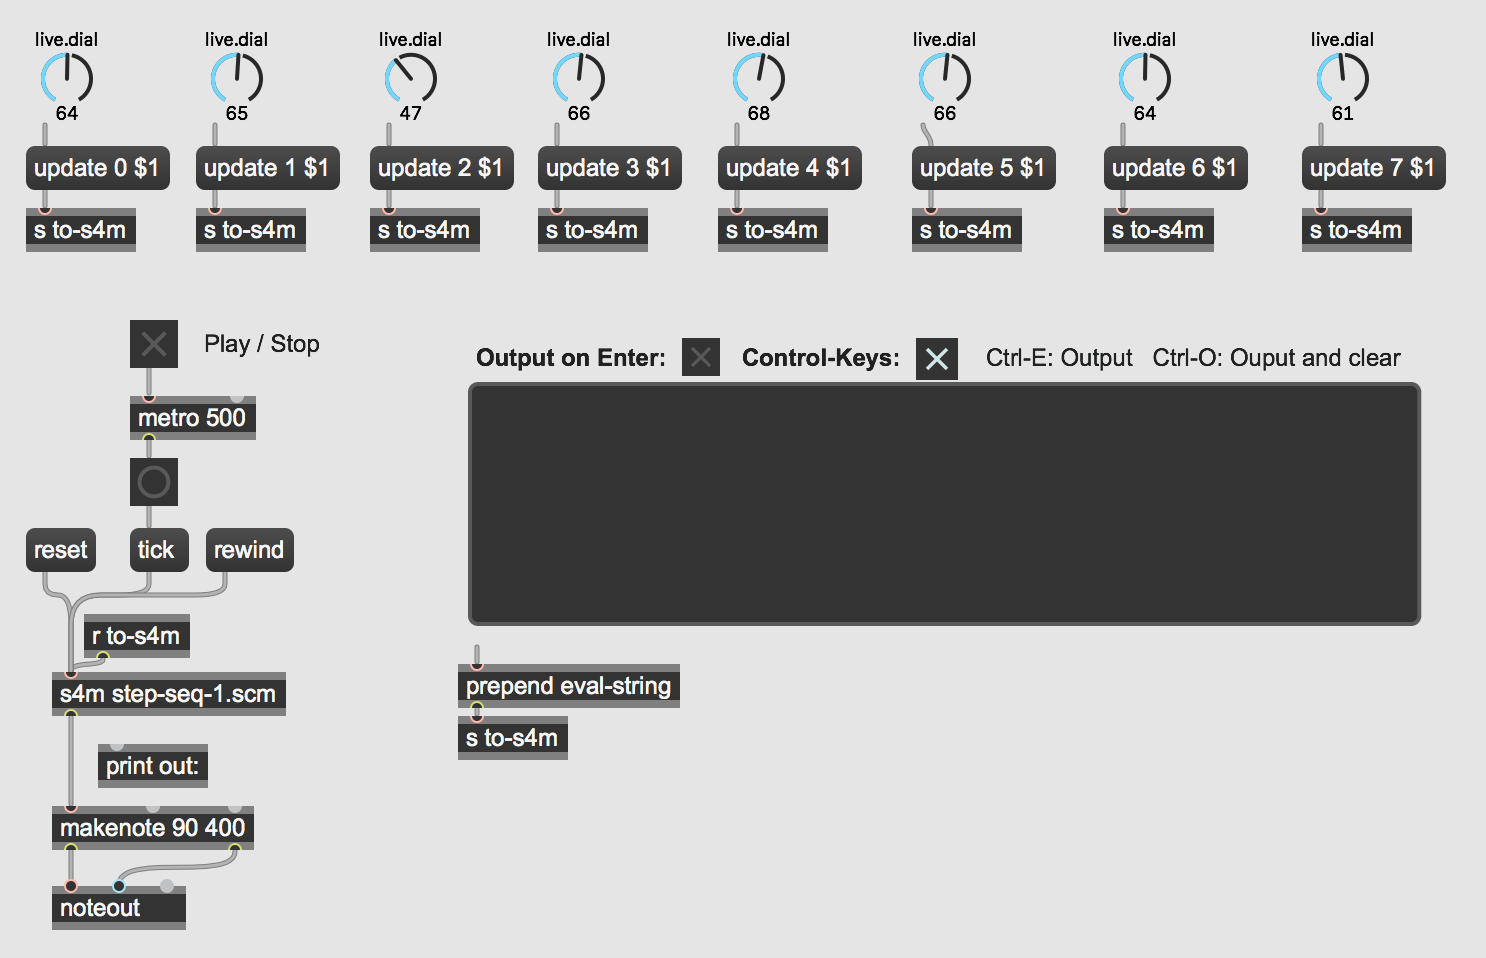 live.dial live.dial live.dial live.dial live.dial live.dial live.dial live.dial
64 65 47 66 68 66 64 61
update 0 $1 update 1 $1 update 2 $1 update 3 $1 update 4 $1 update 5 $1 update 6 $1 update 7 $1
s to-s4m s to-s4m s to-s4m s to-s4m s to-s4m s to-s4m s to-s4m s to-s4m
Play / Stop
Output on Enter: Control-Keys: Ctrl-E: Output Ctrl-O: Ouput and clear
metro 500
reset tick rewind
r to-s4m
s4m step-seq-1.scm
print out:
makenote 90 400
noteout
prepend eval-string
s to-s4m